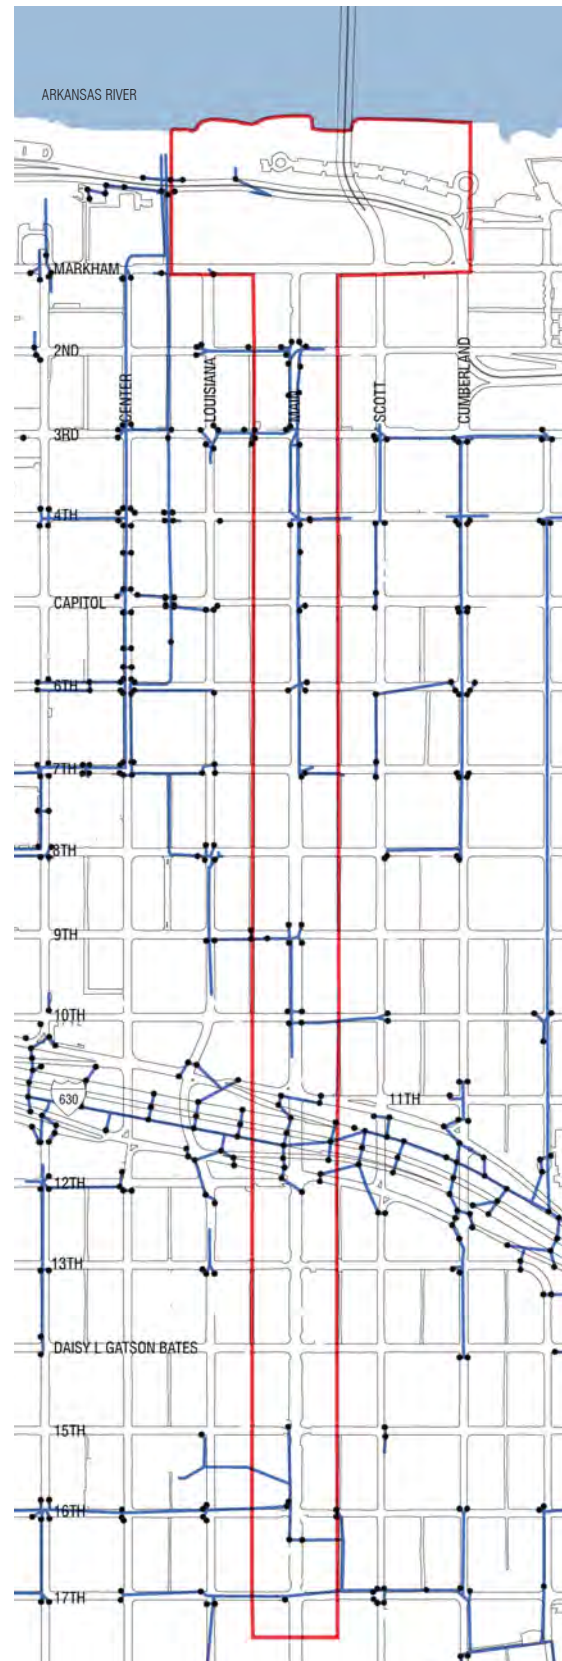 ARKANSAS RIVER
MARKHAM
2ND
CENTER
LOUISIANA
MAIN
SCOTT
CUMBERLAND
3RD
4TH
CAPITOL
6TH
7TH
8TH
9TH
10TH
630
11TH
12TH
13TH
DAISY L GATSON BATES
15TH
16TH
17TH